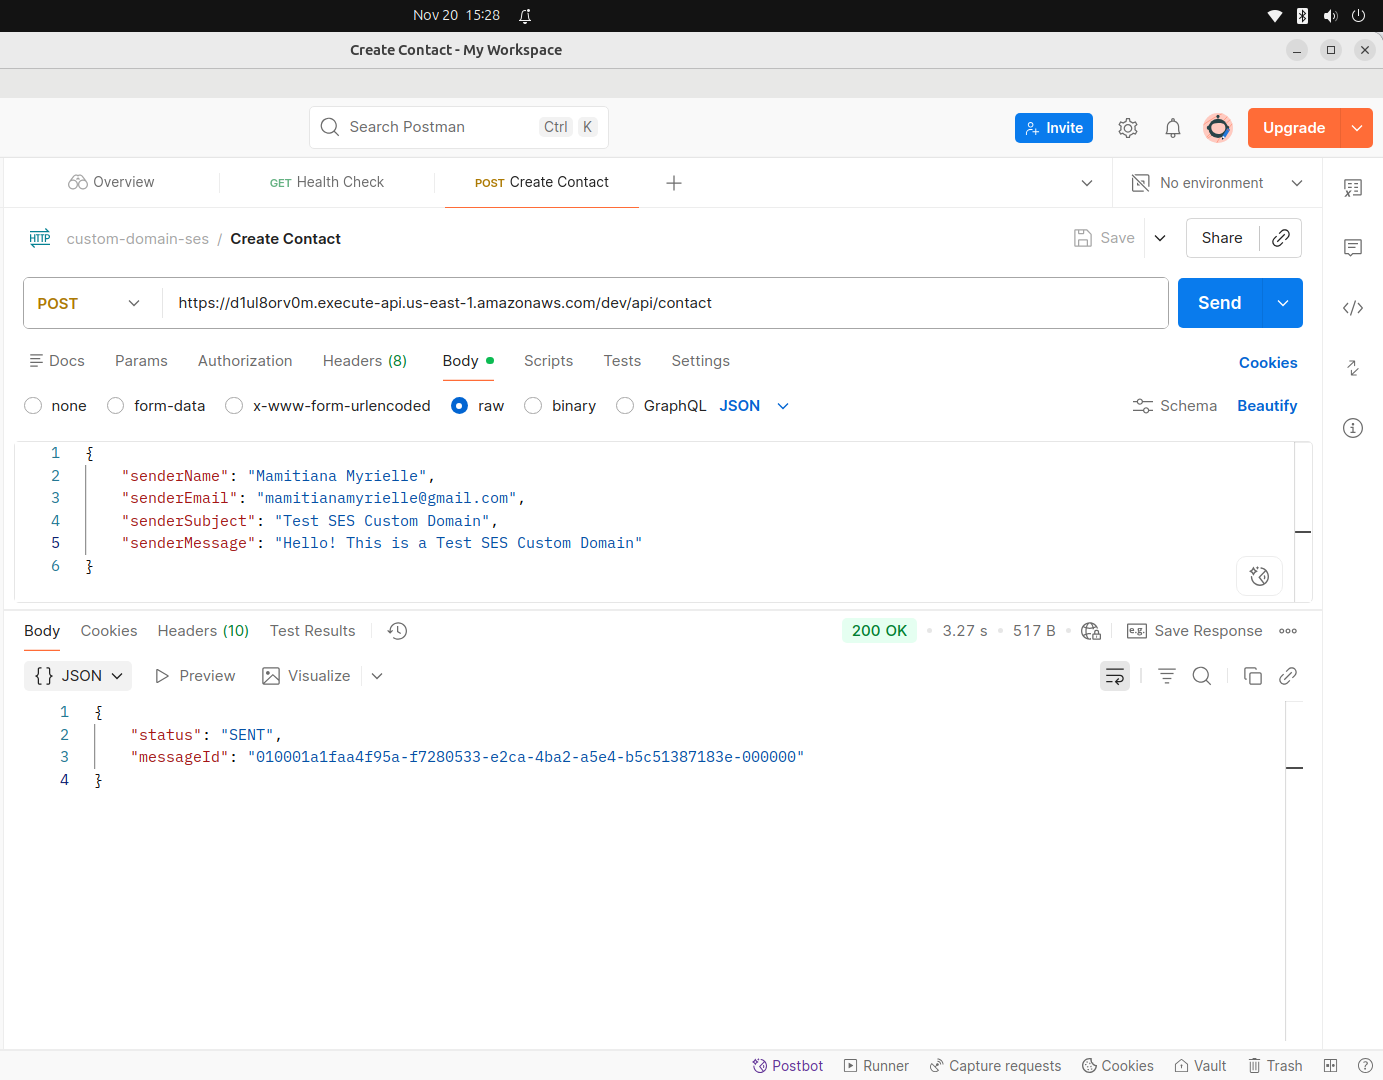 Nov 20 15:28
Create Contact - My Workspace
Search Postman Ctrl K
Invite
Upgrade
Overview
GET Health Check
POST Create Contact
No environment
HTTP custom-domain-ses / Create Contact
Save
Share
POST https://d1ul8orv0m.execute-api.us-east-1.amazonaws.com/dev/api/contact
Send
Docs Params Authorization Headers (8) Body Scripts Tests Settings Cookies
none form-data x-www-form-urlencoded raw binary GraphQL JSON Schema Beautify
1 {
2 "senderName": "Mamitiana Myrielle",
3 "senderEmail": "mamitianamyrielle@gmail.com",
4 "senderSubject": "Test SES Custom Domain",
5 "senderMessage": "Hello! This is a Test SES Custom Domain"
6 }
Body Cookies Headers (10) Test Results 200 OK • 3.27 s • 517 B • e.g. Save Response
{} JSON Preview Visualize
1 {
2 "status": "SENT",
3 "messageId": "010001a1faa4f95a-f7280533-e2ca-4ba2-a5e4-b5c51387183e-000000"
4 }
Postbot Runner Capture requests Cookies Vault Trash